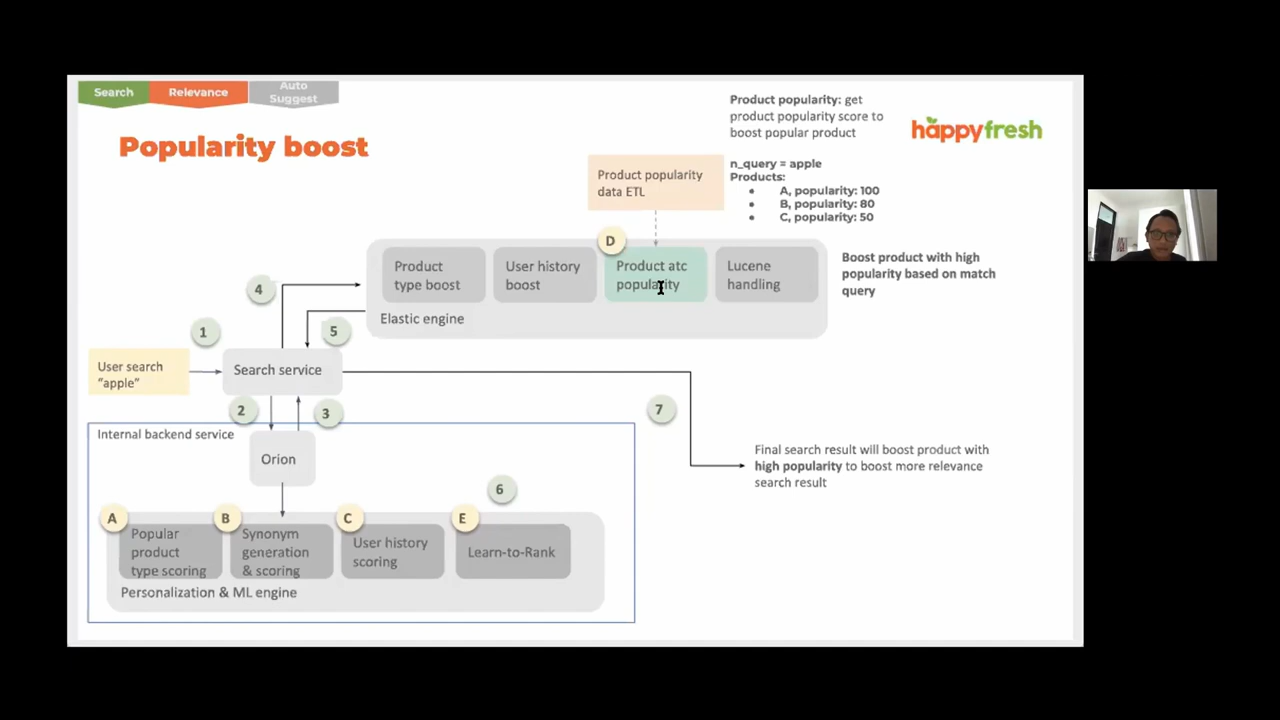 Search
Relevance
Auto
Suggest
Popularity boost
Product popularity: get
product popularity score to
boost popular product
happyfresh
n_query = apple
Products:
• A, popularity: 100
• B, popularity: 80
• C, popularity: 50
Product popularity
data ETL
D
Product
type boost
User history
boost
Product atc
popularity
Lucene
handling
Elastic engine
Boost product with high
popularity based on match
query
4
5
1
User search
"apple"
Search service
2
3
7
Internal backend service
Orion
Final search result will boost product with
high popularity to boost more relevance
search result
6
A
Popular
product
type scoring
B
Synonym
generation
& scoring
C
User history
scoring
E
Learn-to-Rank
Personalization & ML engine